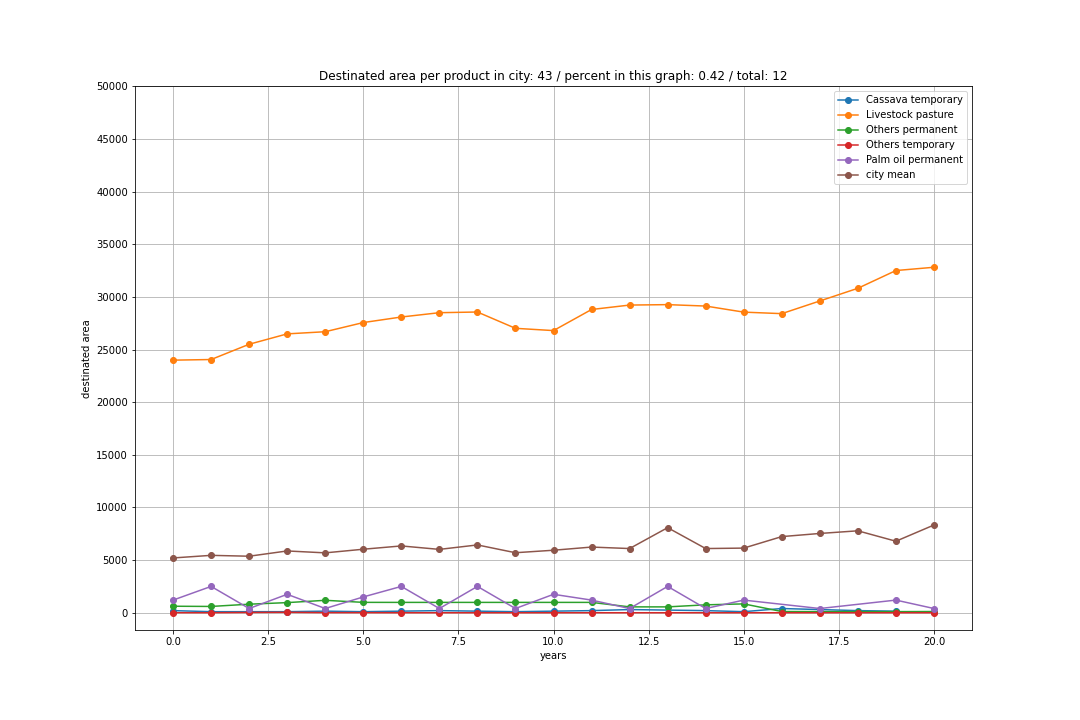 Destinated area per product in city: 43 / percent in this graph: 0.42 / total: 12
50000
45000
40000
35000
30000
25000
20000
15000
10000
5000
0
destinated area
Cassava temporary
Livestock pasture
Others permanent
Others temporary
Palm oil permanent
city mean
0.0 2.5 5.0 7.5 10.0 12.5 15.0 17.5 20.0
years